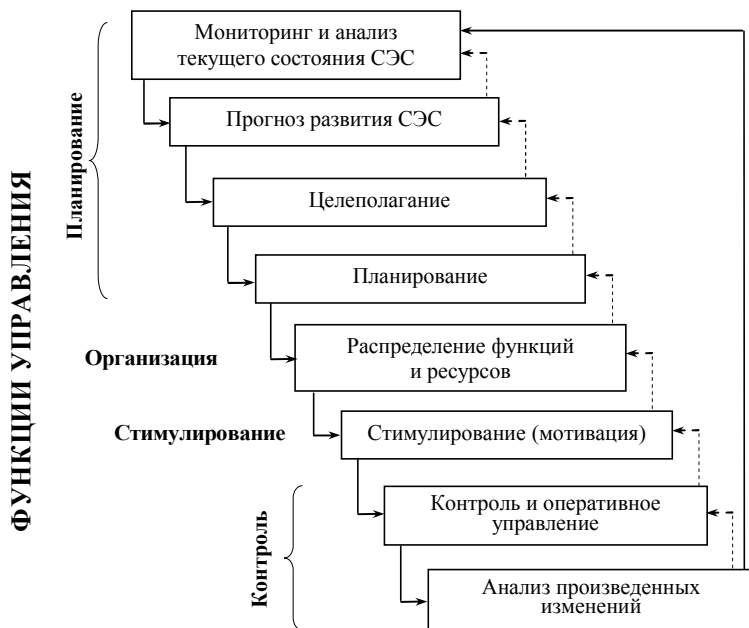 ФУНКЦИИ УПРАВЛЕНИЯ
Планирование
Мониторинг и анализ
текущего состояния СЭС
Прогноз развития СЭС
Целеполагание
Планирование
Организация
Распределение функций
и ресурсов
Стимулирование
Стимулирование (мотивация)
Контроль
Контроль и оперативное
управление
Анализ произведенных
изменений